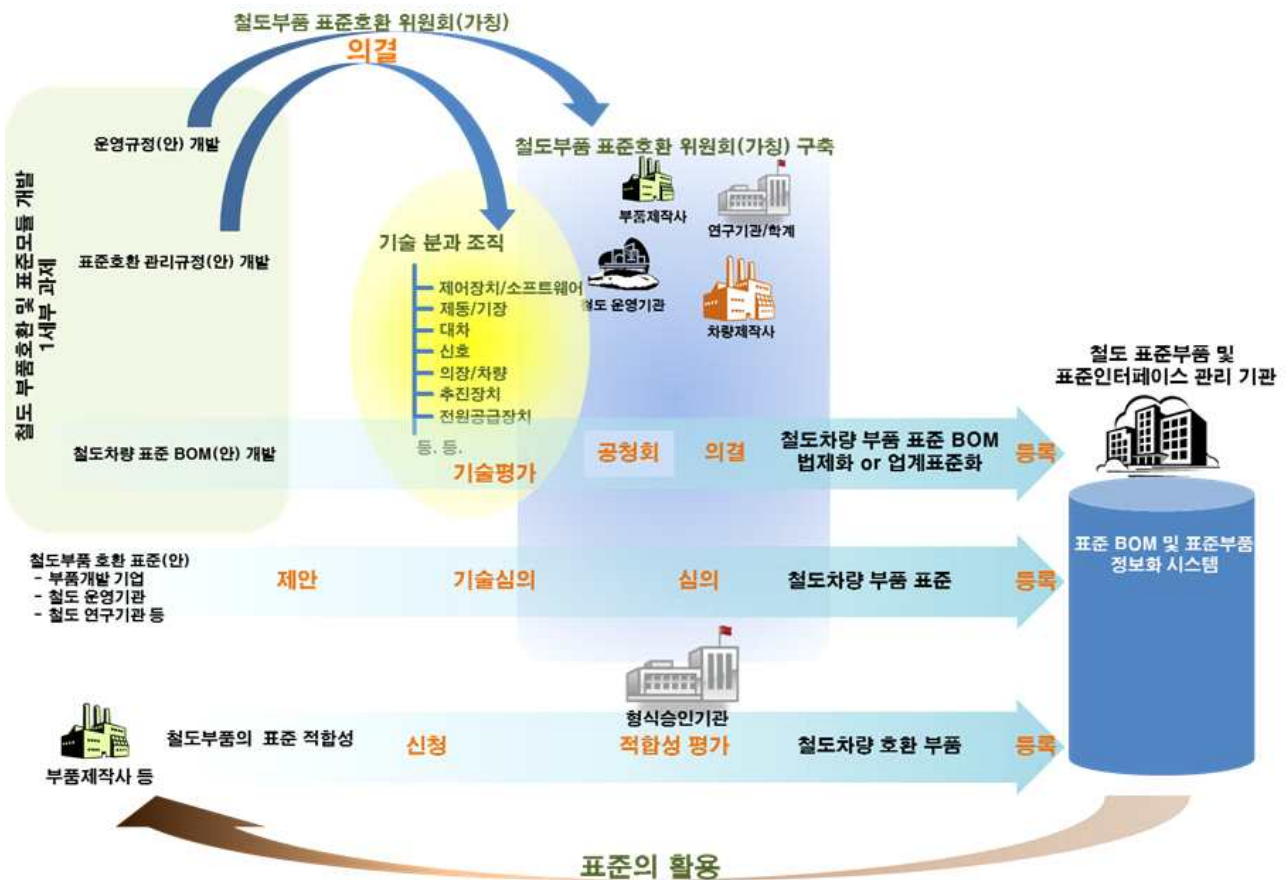 철도부품 표준호환 위원회(가칭)
의결
운영규정(안) 개발
표준호환 관리규정(안) 개발
철도 부품호환 및 표준모듈 개발
1세부 과제
철도차량 표준 BOM(안) 개발
기술 분과 조직
제어장치/소프트웨어
제동/기장
대차
신호
의장/차량
추진장치
전원공급장치
등. 등.
기술평가
철도부품 표준호환 위원회(가칭) 구축
부품제작사
연구기관/학계
철도 운영기관
차량제작사
공청회
의결
철도차량 부품 표준 BOM
법제화 or 업계표준화
등록
철도 표준부품 및
표준인터페이스 관리 기관
표준 BOM 및 표준부품
정보화 시스템
철도부품 호환 표준(안)
- 부품개발 기업
- 철도 운영기관
- 철도 연구기관 등
제안
기술심의
심의
철도차량 부품 표준
등록
부품제작사 등
철도부품의 표준 적합성
신청
형식승인기관
적합성 평가
철도차량 호환 부품
등록
표준의 활용